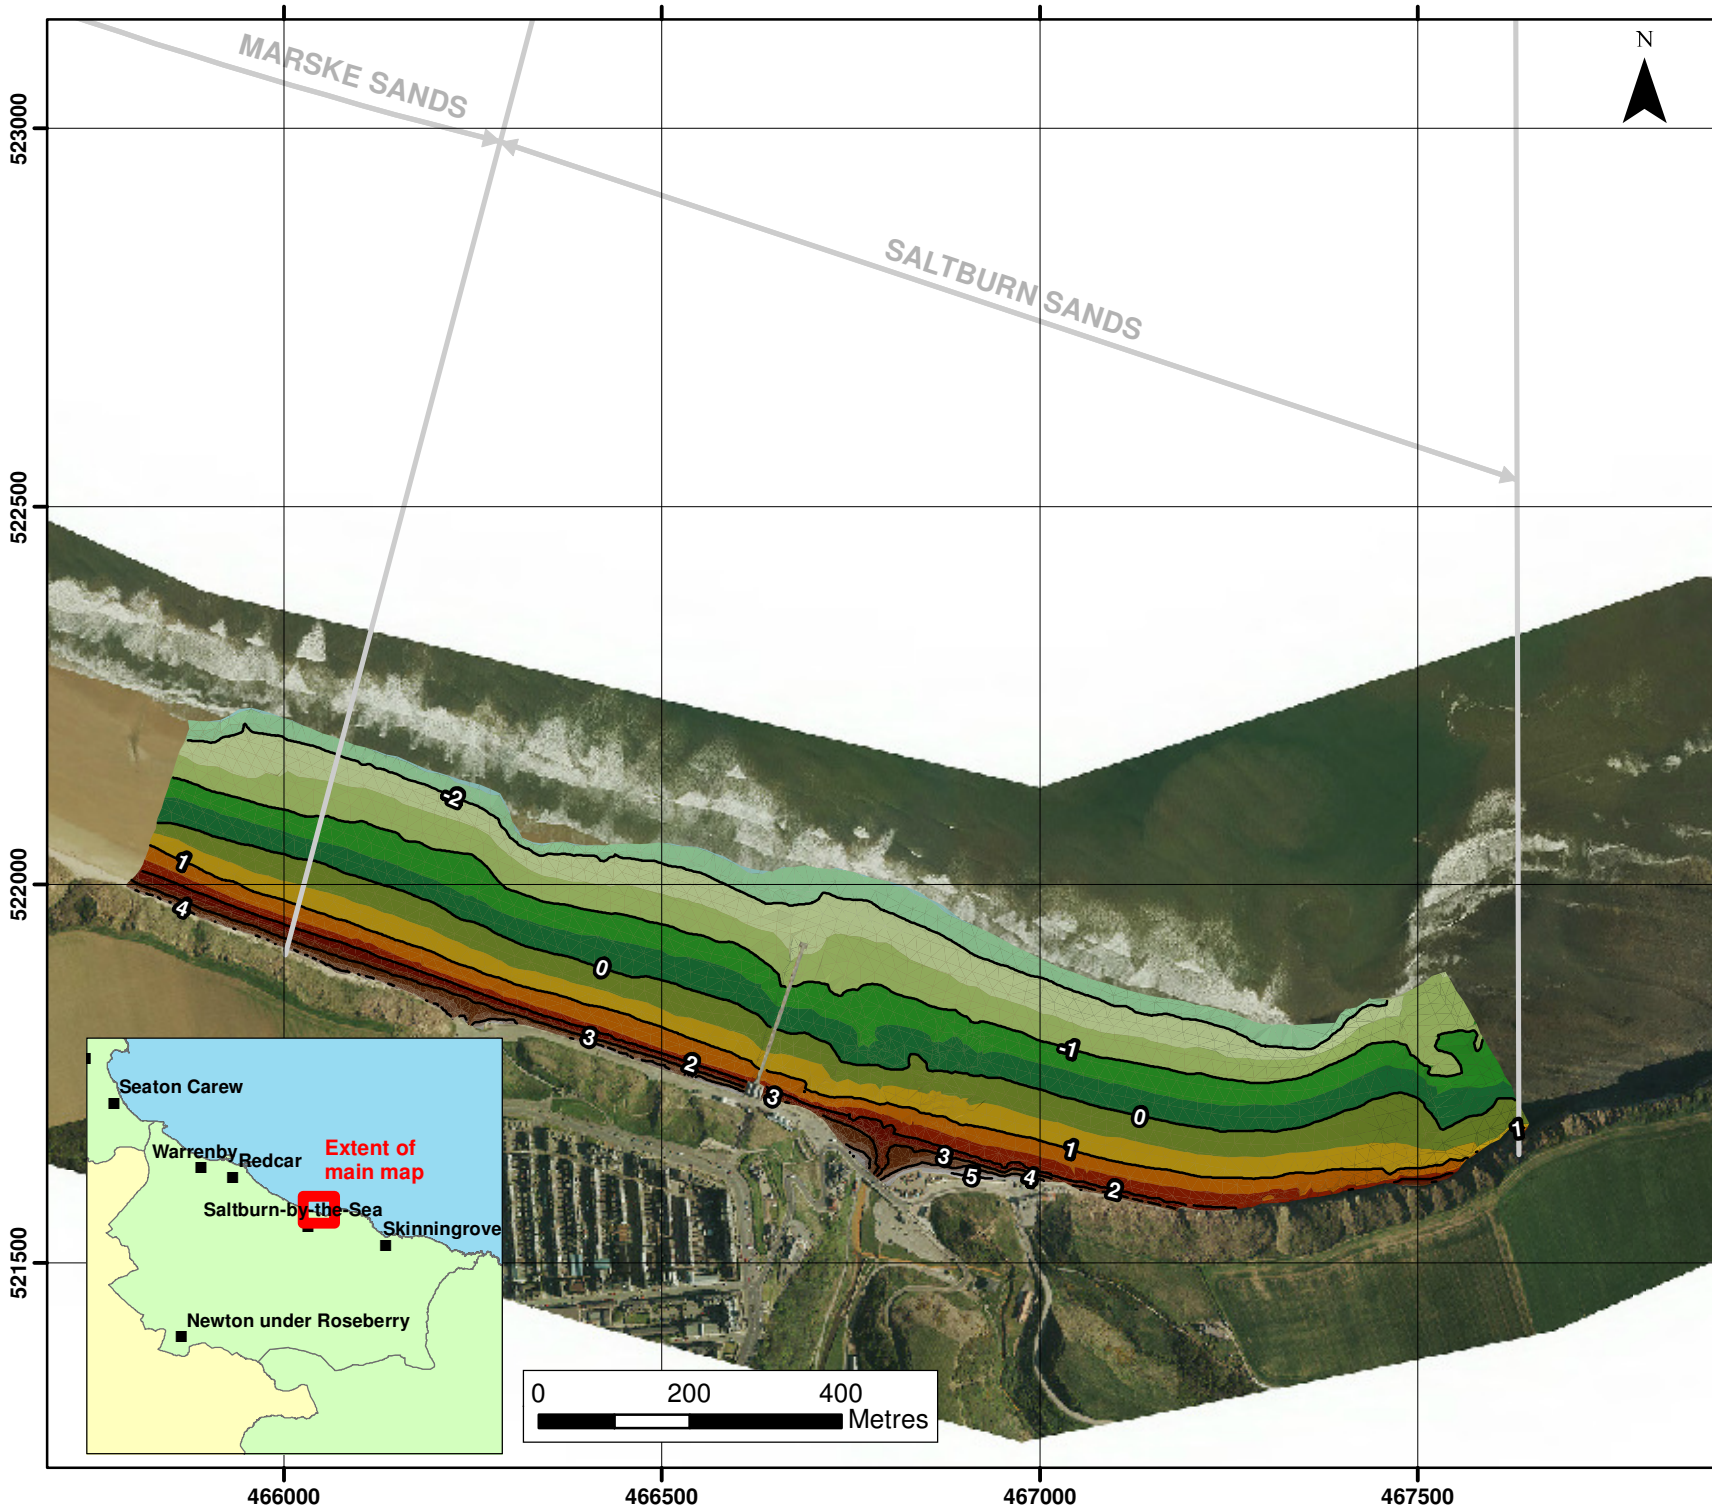 N
MARSKE SANDS
SALTBURN SANDS
523000
522500
522000
521500
-2
1
4
0
3
2
3
-1
0
1
3
5
4
2
1
Seaton Carew
Warrenby
Redcar
Extent of
main map
Saltburn-by-the-Sea
Skinningrove
Newton under Roseberry
0 200 400
Metres
466000 466500 467000 467500